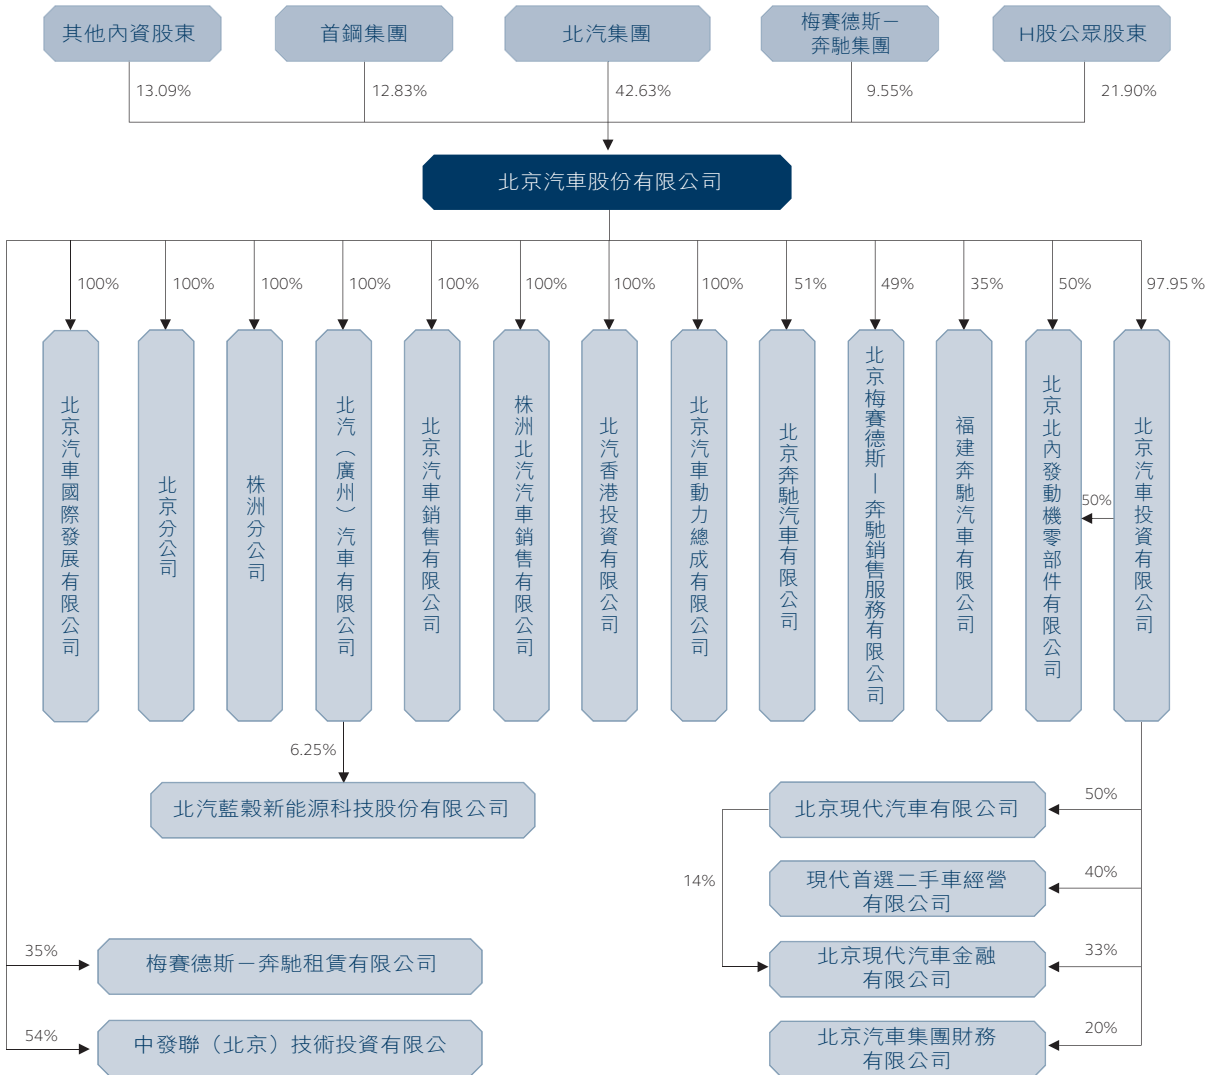 其他內資股東
首鋼集團
北汽集團
梅賽德斯－
奔馳集團
H股公眾股東
13.09%
12.83%
42.63%
9.55%
21.90%
北京汽車股份有限公司
100%
100%
100%
100%
100%
100%
100%
100%
51%
49%
35%
50%
97.95%
北京汽車國際發展有限公司
北京分公司
株洲分公司
北汽（廣州）汽車有限公司
北京汽車銷售有限公司
株洲北汽汽車銷售有限公司
北汽香港投資有限公司
北京汽車動力總成有限公司
北京奔馳汽車有限公司
北京梅賽德斯－奔馳銷售服務有限公司
福建奔馳汽車有限公司
北京北內發動機零部件有限公司
50%
北京汽車投資有限公司
6.25%
北汽藍穀新能源科技股份有限公司
北京現代汽車有限公司
50%
14%
現代首選二手車經營
有限公司
40%
35%
梅賽德斯－奔馳租賃有限公司
北京現代汽車金融
有限公司
33%
54%
中發聯（北京）技術投資有限公
北京汽車集團財務
有限公司
20%